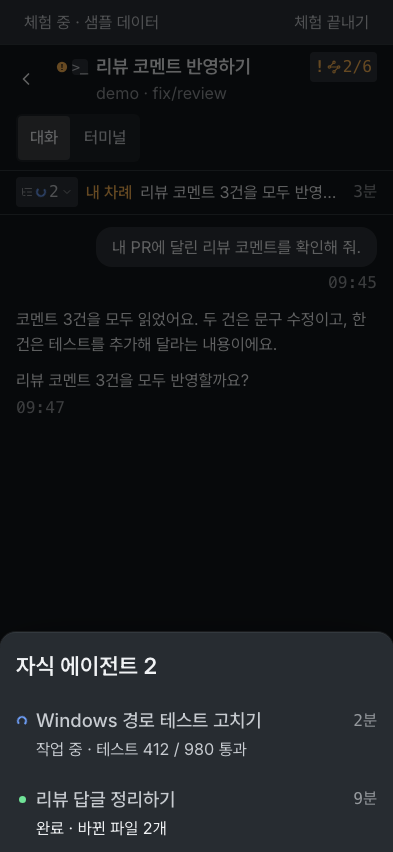 체험 중 · 샘플 데이터
체험 끝내기
>_ 리뷰 코멘트 반영하기
! 2/6
demo · fix/review
대화
터미널
2 내 차례 리뷰 코멘트 3건을 모두 반영... 3분
내 PR에 달린 리뷰 코멘트를 확인해 줘.
09:45
코멘트 3건을 모두 읽었어요. 두 건은 문구 수정이고, 한
건은 테스트를 추가해 달라는 내용이에요.
리뷰 코멘트 3건을 모두 반영할까요?
09:47
자식 에이전트 2
Windows 경로 테스트 고치기 2분
작업 중 · 테스트 412 / 980 통과
리뷰 답글 정리하기 9분
완료 · 바뀐 파일 2개